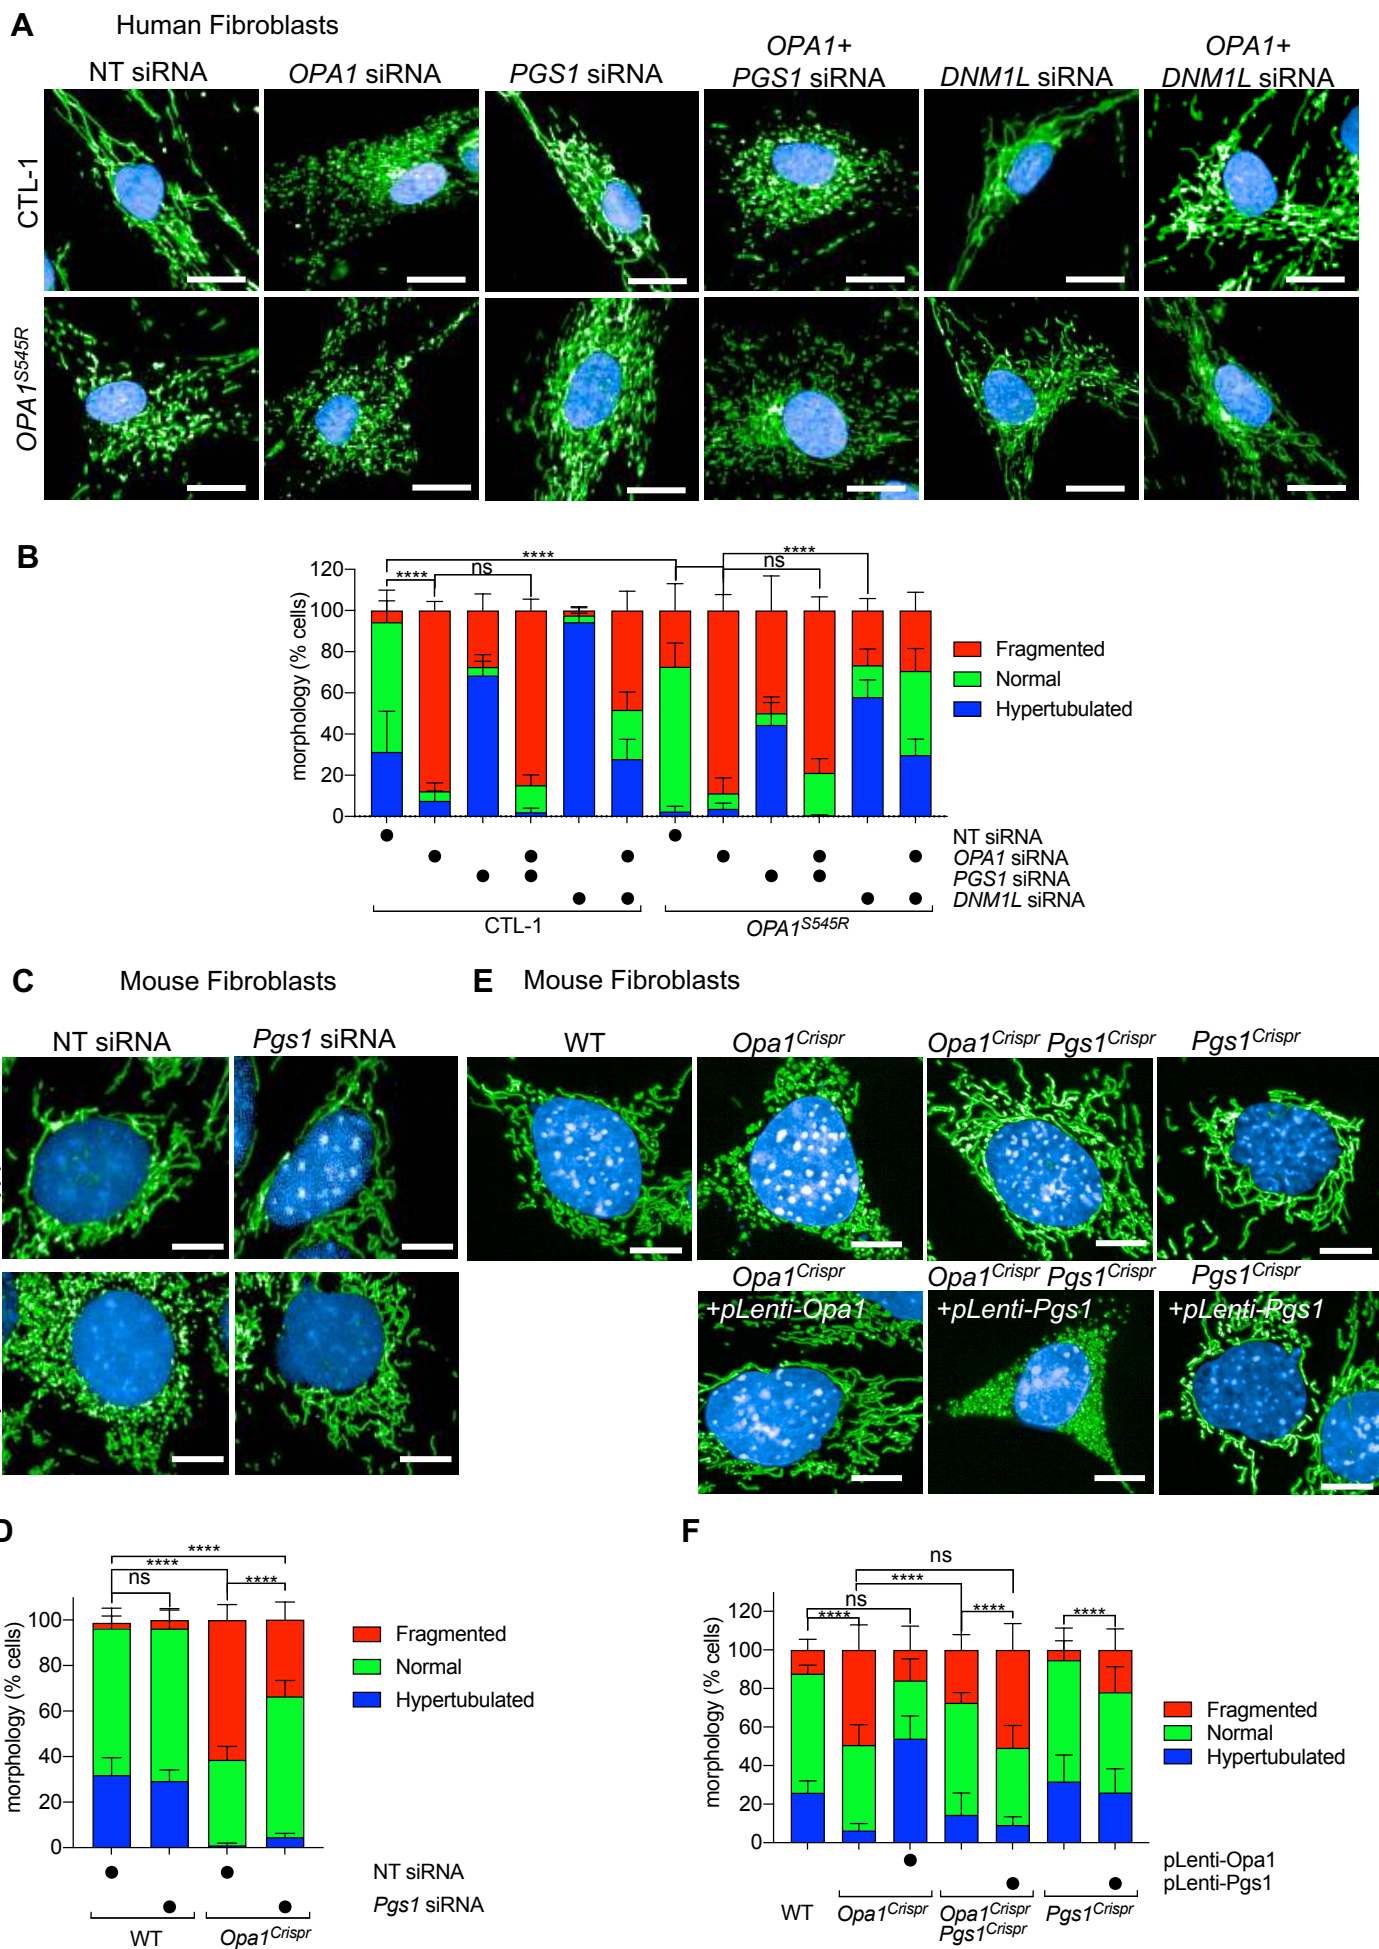 A Human Fibroblasts
NT siRNA
OPA1 siRNA
PGS1 siRNA
OPA1+
PGS1 siRNA
DNM1L siRNA
OPA1+
DNM1L siRNA
CTL-1
OPA1S545R
B
morphology (% cells)
120
100
80
60
40
20
0
****
****
ns
****
ns
Fragmented
Normal
Hypertubulated
NT siRNA
OPA1 siRNA
PGS1 siRNA
DNM1L siRNA
CTL-1
OPA1S545R
C Mouse Fibroblasts
NT siRNA
Pgs1 siRNA
E Mouse Fibroblasts
WT
Opa1Crispr
Opa1Crispr Pgs1Crispr
Pgs1Crispr
Opa1Crispr
+pLenti-Opa1
Opa1Crispr Pgs1Crispr
+pLenti-Pgs1
Pgs1Crispr
+pLenti-Pgs1
D
morphology (% cells)
100
80
60
40
20
0
****
****
ns
****
Fragmented
Normal
Hypertubulated
NT siRNA
Pgs1 siRNA
WT
Opa1Crispr
F
morphology (% cells)
120
100
80
60
40
20
0
ns
****
ns
****
****
****
Fragmented
Normal
Hypertubulated
pLenti-Opa1
pLenti-Pgs1
WT
Opa1Crispr
Opa1Crispr
Pgs1Crispr
Pgs1Crispr